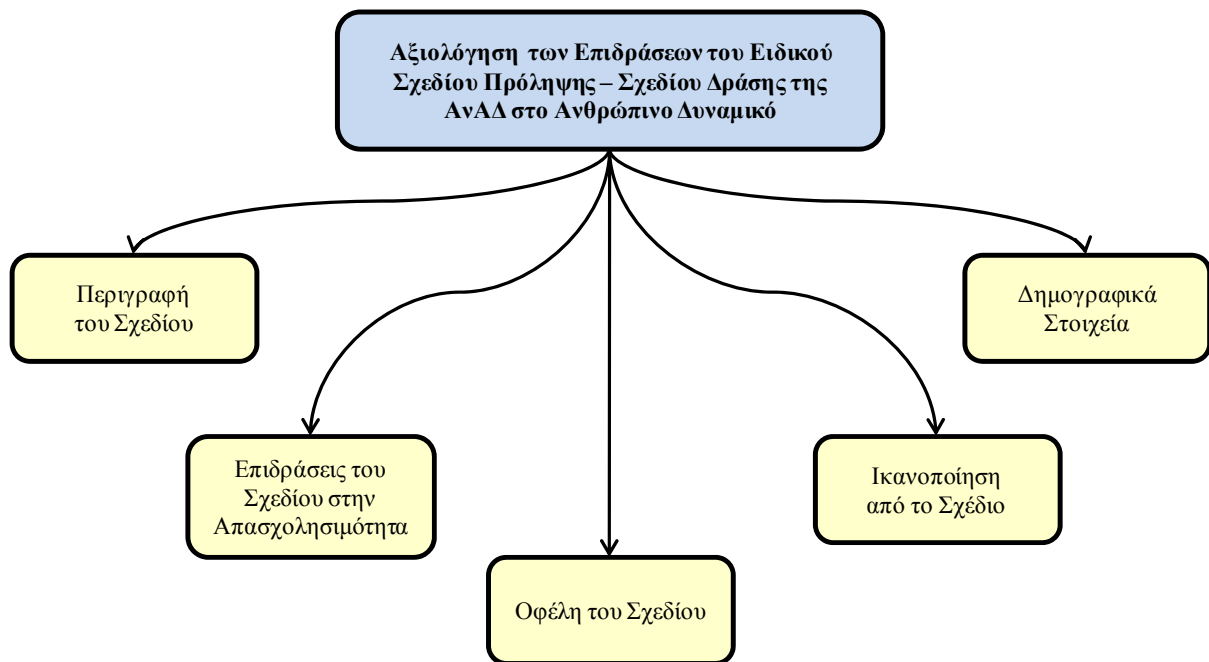 Αξιολόγηση των Επιδράσεων του Ειδικού
Σχεδίου Πρόληψης – Σχεδίου Δράσης της
ΑνΑΔ στο Ανθρώπινο Δυναμικό
Περιγραφή
του Σχεδίου
Δημογραφικά
Στοιχεία
Επιδράσεις του
Σχεδίου στην
Απασχολησιμότητα
Ικανοποίηση
από το Σχέδιο
Οφέλη του Σχεδίου